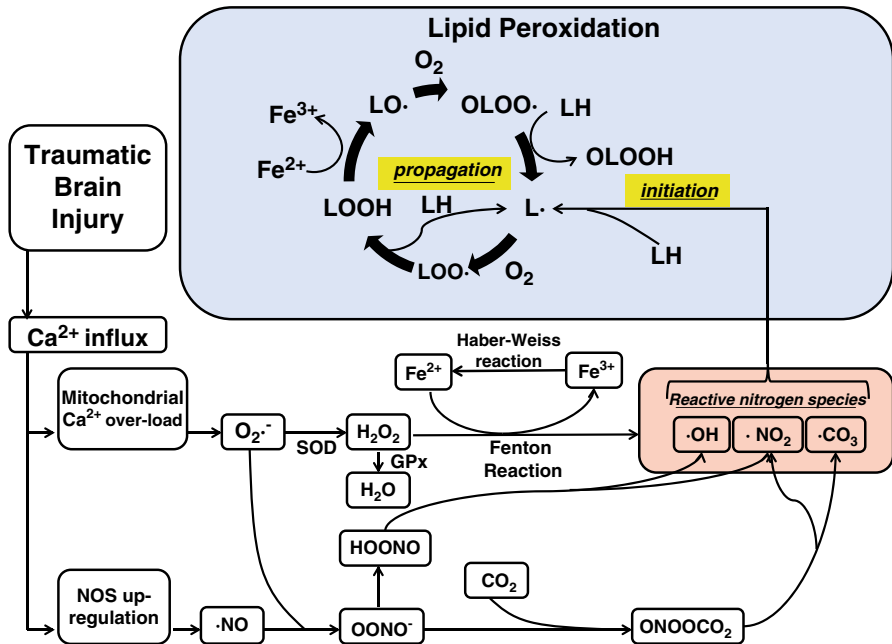 Lipid Peroxidation
O₂
LO·
OLOO·
LH
Fe³⁺
Fe²⁺
OLOOH
propagation
initiation
LOOH
LH
L·
LOO·
O₂
LH
Traumatic
Brain
Injury
Ca²⁺ influx
Mitochondrial
Ca²⁺ over-load
O₂·⁻
SOD
H₂O₂
GPx
H₂O
Haber-Weiss
reaction
Fe²⁺
Fe³⁺
Fenton
Reaction
Reactive nitrogen species
·OH
· NO₂
·CO₃
HOONO
NOS up-
regulation
·NO
OONO⁻
CO₂
ONOOCO₂